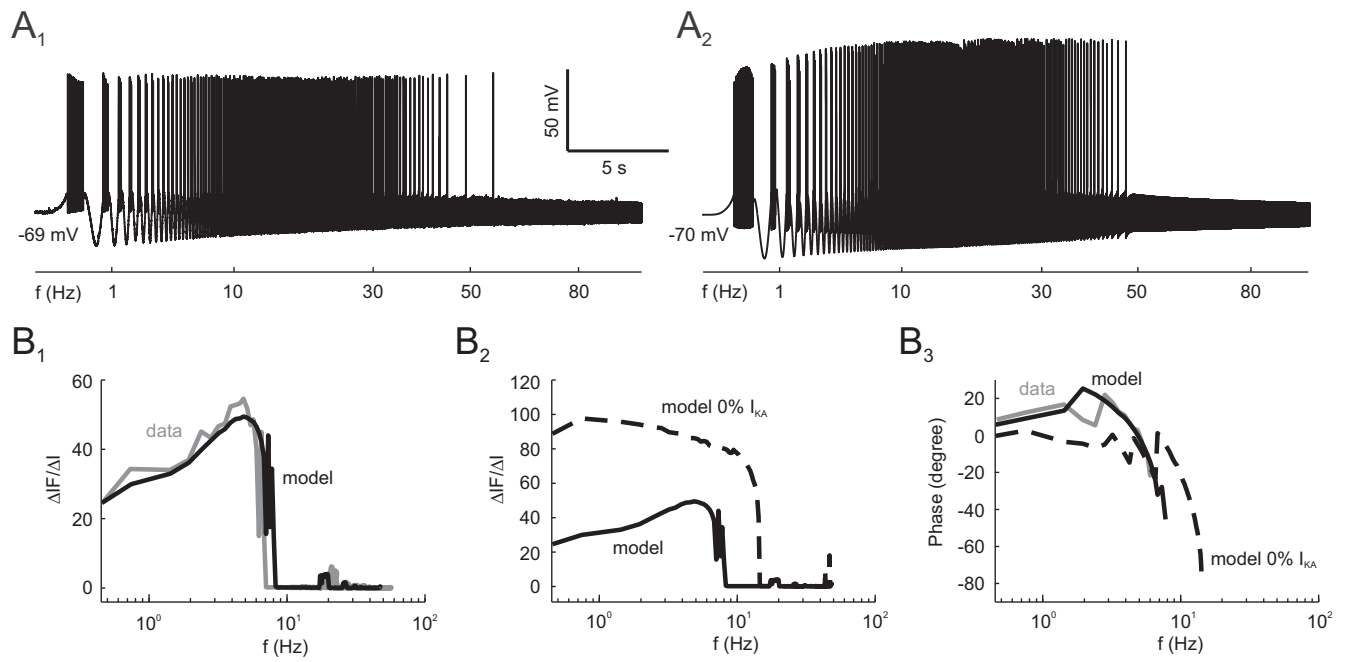 A1
A2
50 mV
5 s
-69 mV
-70 mV
f (Hz) 1 10 30 50 80
f (Hz) 1 10 30 50 80
B1
B2
B3
60
40
20
0
ΔIF/ΔI
data
model
10^0 10^1 10^2
f (Hz)
120
100
80
60
40
20
0
ΔIF/ΔI
model 0% I_KA
model
10^0 10^1 10^2
f (Hz)
20
0
-20
-40
-60
-80
Phase (degree)
data
model
model 0% I_KA
10^0 10^1 10^2
f (Hz)